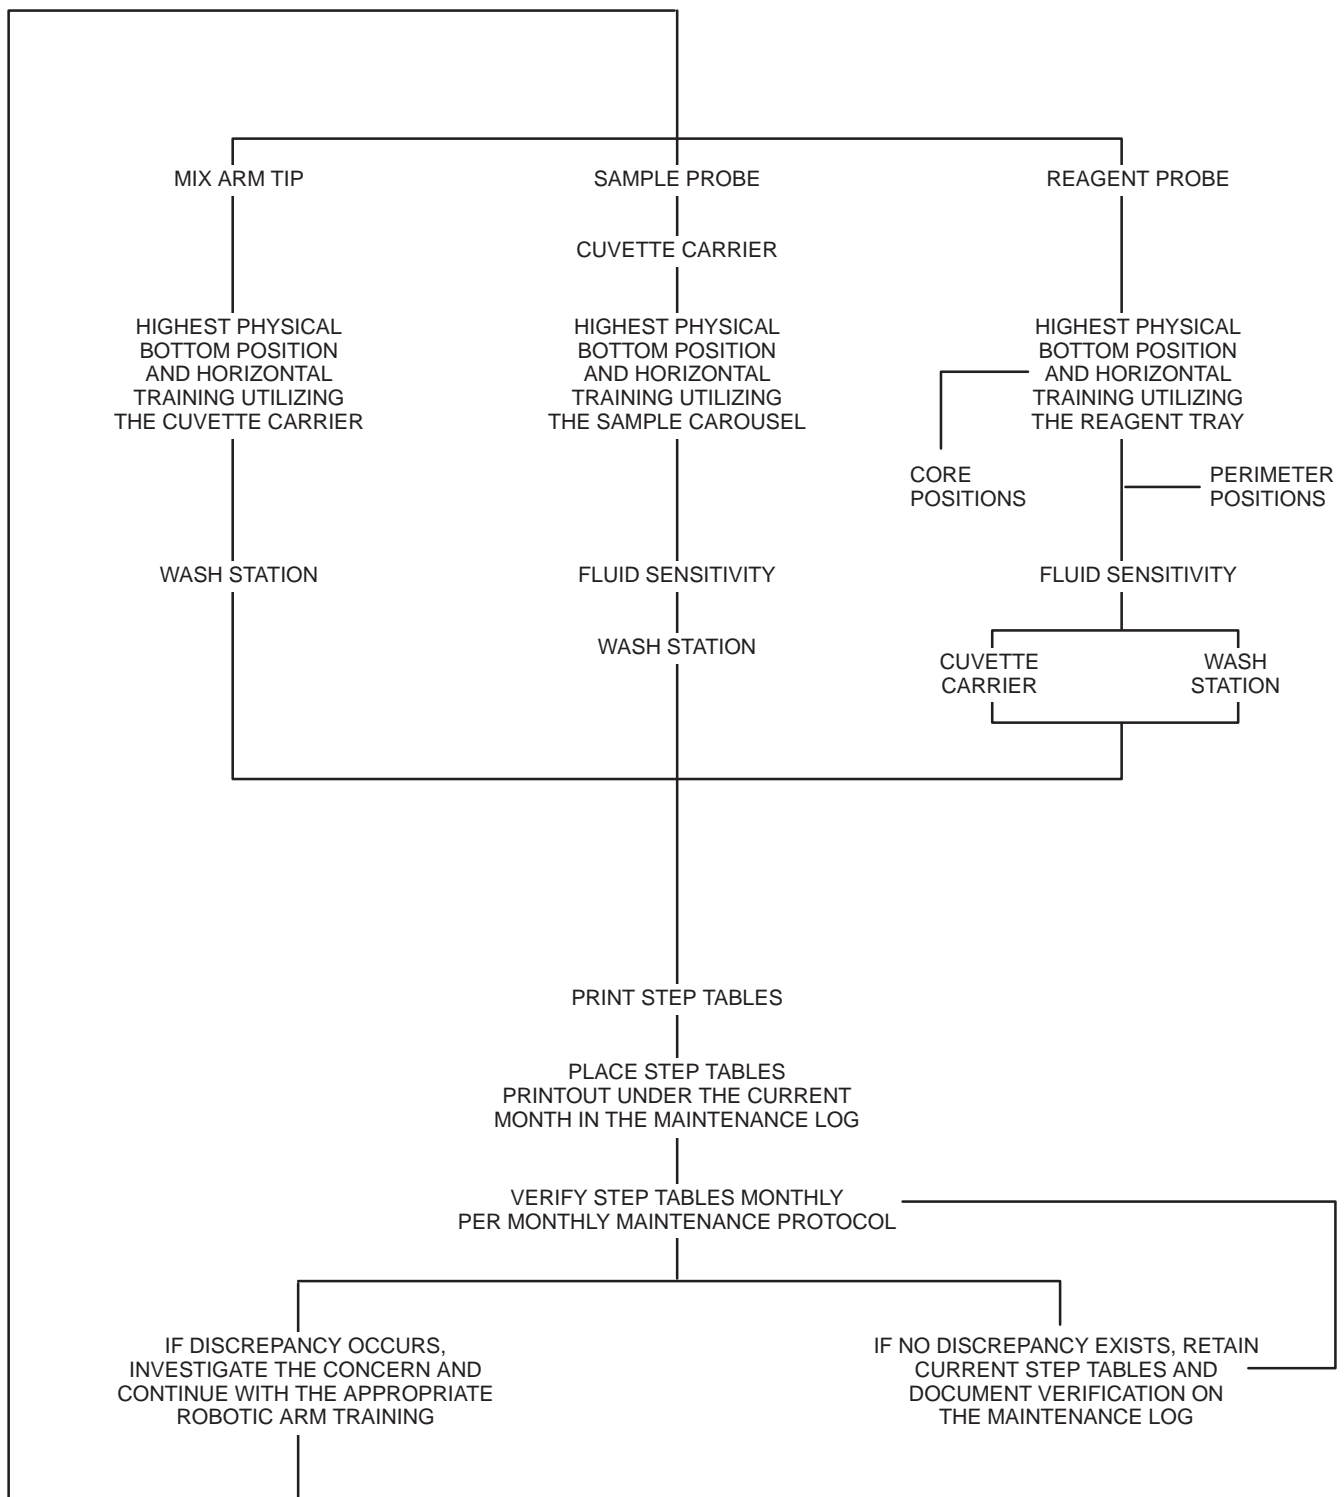 MIX ARM TIP
SAMPLE PROBE
REAGENT PROBE
CUVETTE CARRIER
HIGHEST PHYSICAL
BOTTOM POSITION
AND HORIZONTAL
TRAINING UTILIZING
THE CUVETTE CARRIER
HIGHEST PHYSICAL
BOTTOM POSITION
AND HORIZONTAL
TRAINING UTILIZING
THE SAMPLE CAROUSEL
HIGHEST PHYSICAL
BOTTOM POSITION
AND HORIZONTAL
TRAINING UTILIZING
THE REAGENT TRAY
CORE
POSITIONS
PERIMETER
POSITIONS
WASH STATION
FLUID SENSITIVITY
FLUID SENSITIVITY
WASH STATION
CUVETTE
CARRIER
WASH
STATION
PRINT STEP TABLES
PLACE STEP TABLES
PRINTOUT UNDER THE CURRENT
MONTH IN THE MAINTENANCE LOG
VERIFY STEP TABLES MONTHLY
PER MONTHLY MAINTENANCE PROTOCOL
IF DISCREPANCY OCCURS,
INVESTIGATE THE CONCERN AND
CONTINUE WITH THE APPROPRIATE
ROBOTIC ARM TRAINING
IF NO DISCREPANCY EXISTS, RETAIN
CURRENT STEP TABLES AND
DOCUMENT VERIFICATION ON
THE MAINTENANCE LOG